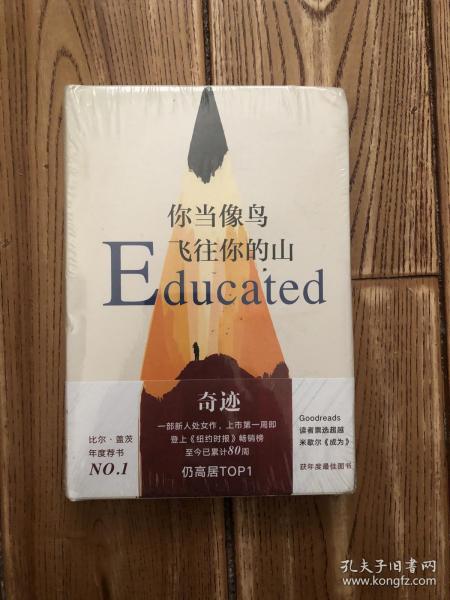 你当像鸟
飞往你的山
Educated
奇迹
一部新人处女作，上市第一周即
登上《纽约时报》畅销榜
至今已累计80周
仍高居TOP1
比尔·盖茨
年度荐书
NO.1
Goodreads
读者票选超越
米歇尔《成为》
获年度最佳图书
孔夫子旧书网
www.kongfz.com